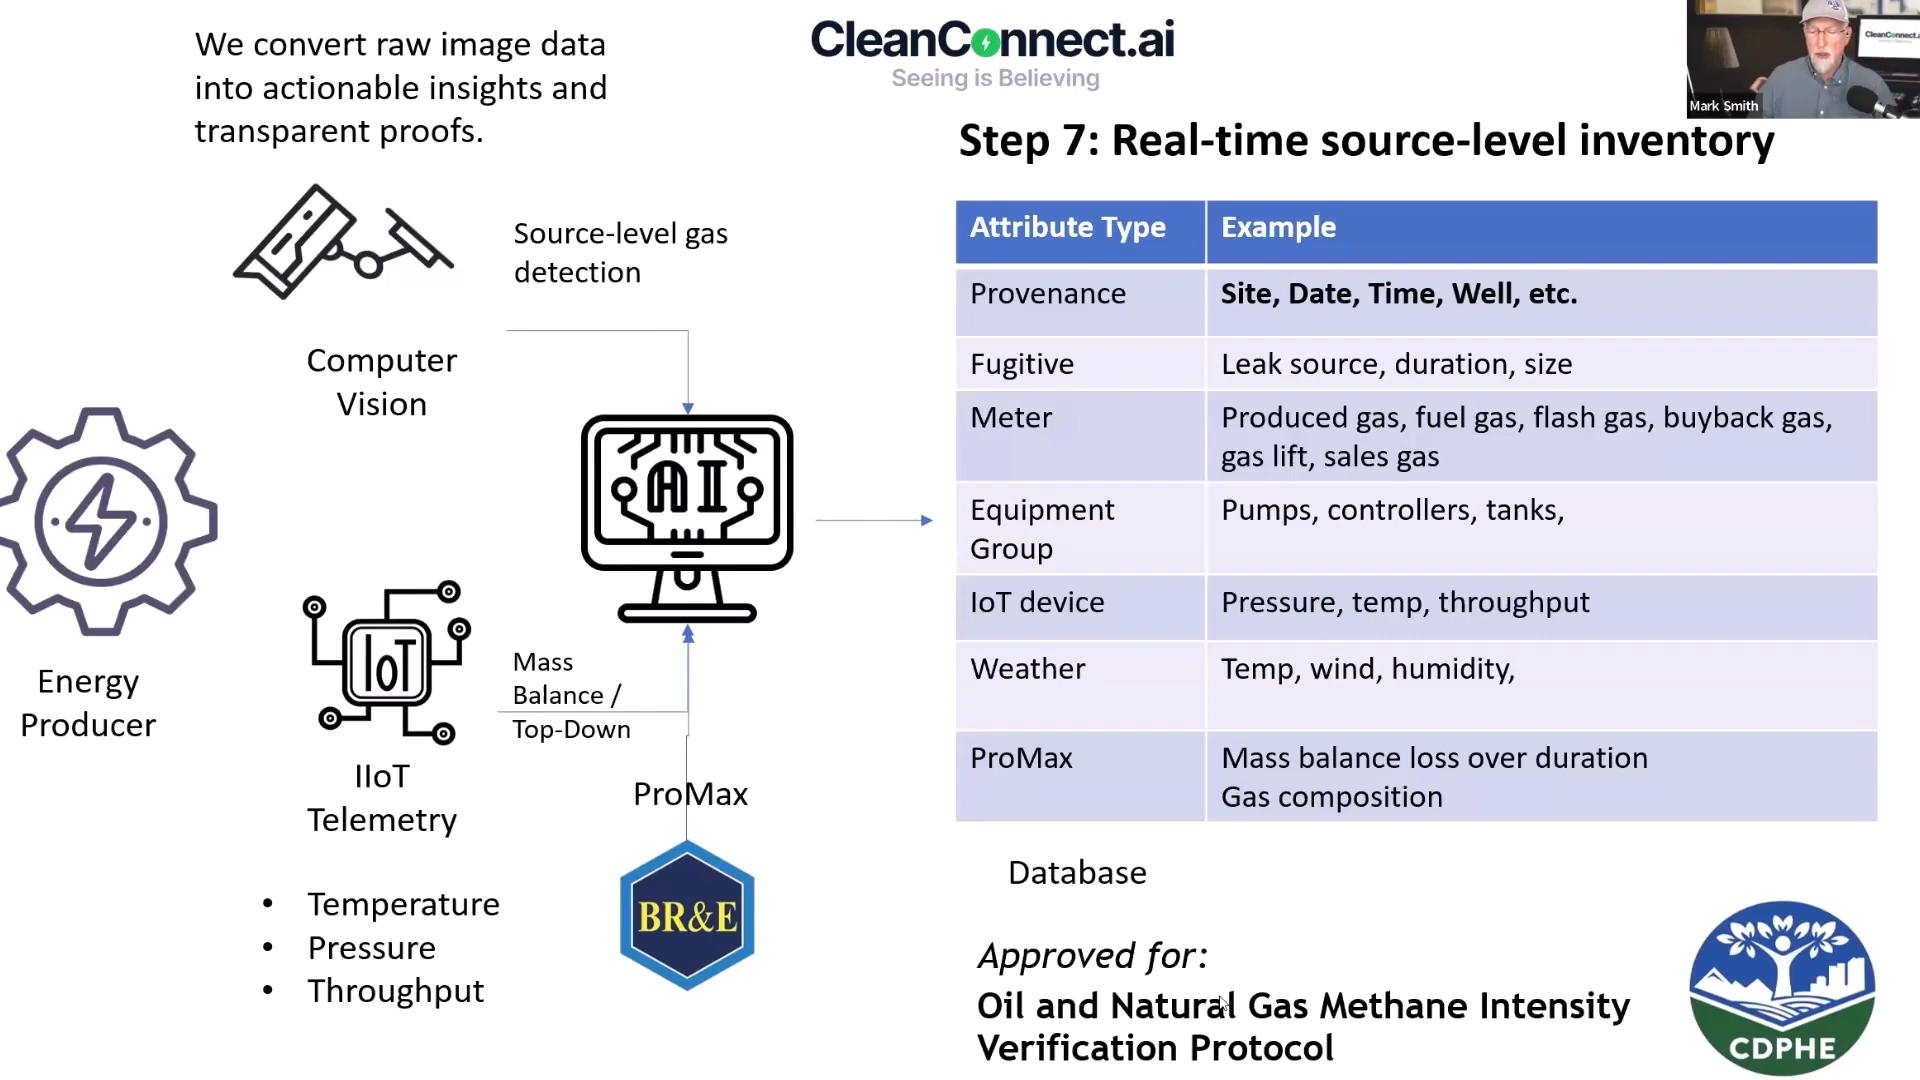 We convert raw image data
into actionable insights and
transparent proofs.
CleanConnect.ai
Seeing is Believing
CleanConnect.a
Mark Smith
Step 7: Real-time source-level inventory
Source-level gas
detection
Computer
Vision
AI
Energy
Producer
IoT
Mass
Balance /
Top-Down
IIoT
Telemetry
ProMax
BR&E
• Temperature
• Pressure
• Throughput
Attribute Type Example
Provenance Site, Date, Time, Well, etc.
Fugitive Leak source, duration, size
Meter Produced gas, fuel gas, flash gas, buyback gas,
gas lift, sales gas
Equipment Pumps, controllers, tanks,
Group
IoT device Pressure, temp, throughput
Weather Temp, wind, humidity,
ProMax Mass balance loss over duration
Gas composition
Database
Approved for:
Oil and Natural Gas Methane Intensity
Verification Protocol
CDPHE